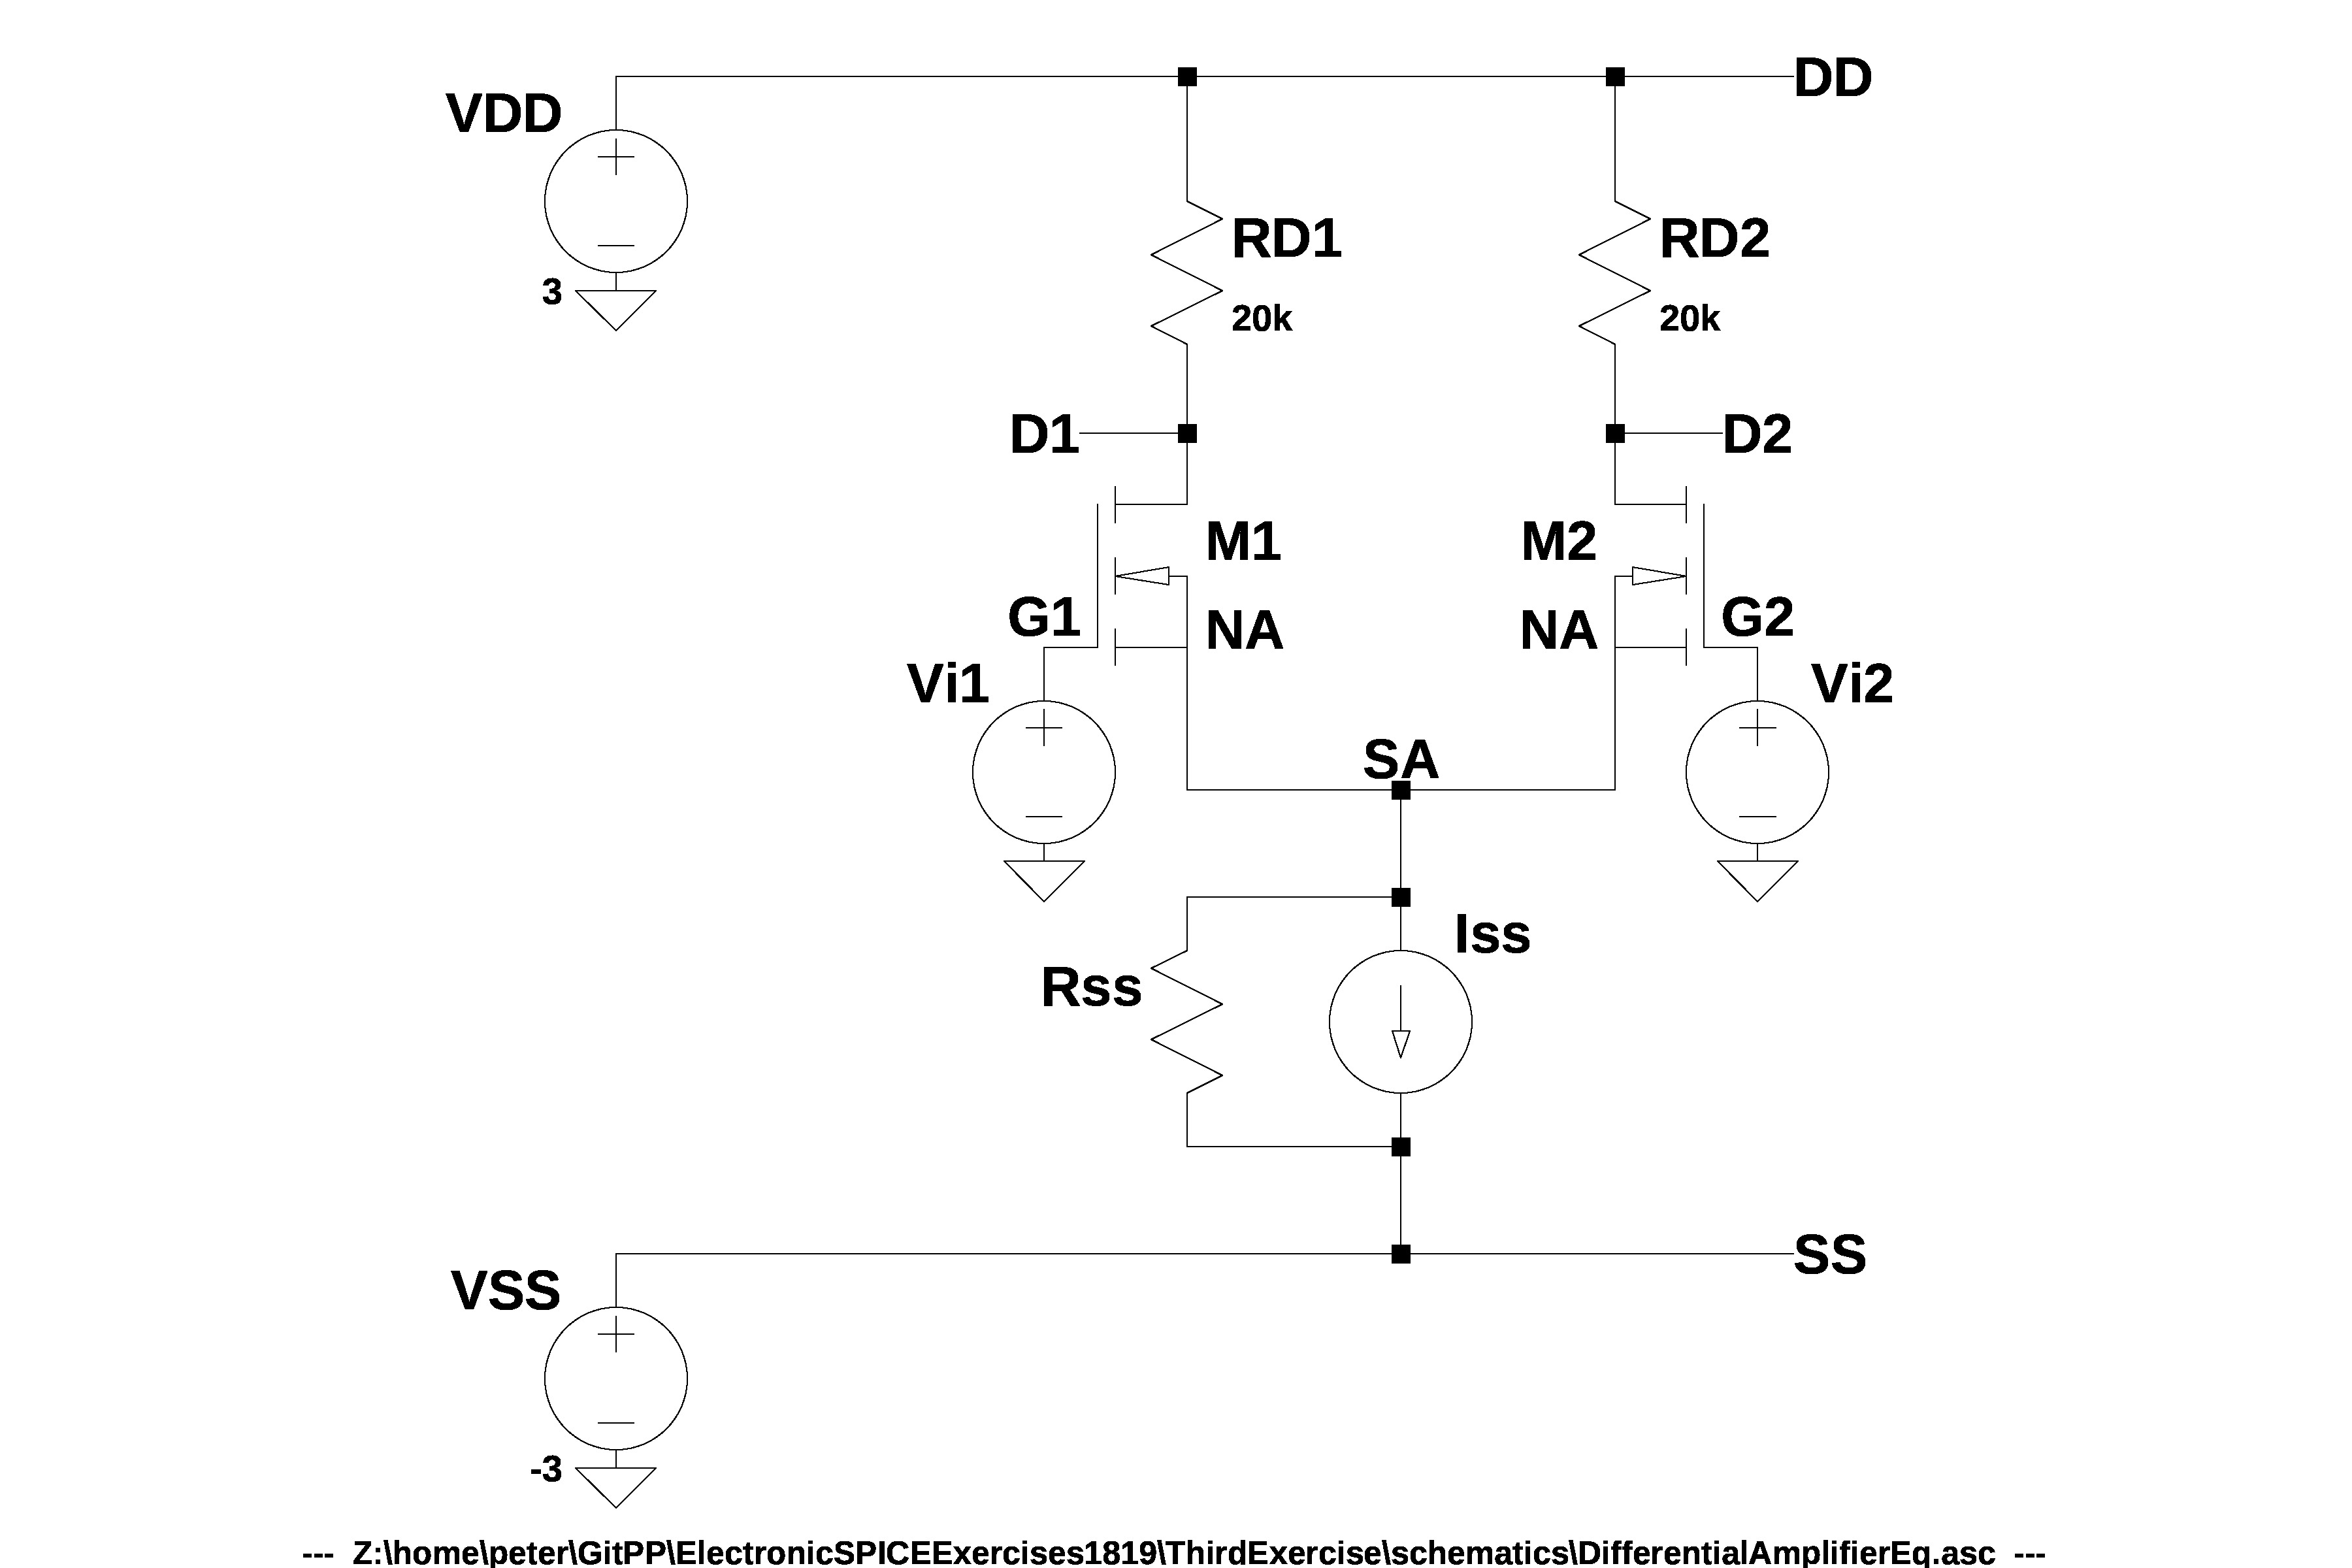 DD
VDD
3
RD1
20k
RD2
20k
D1
D2
M1
NA
M2
NA
G1
G2
Vi1
Vi2
SA
Iss
Rss
SS
VSS
-3
--- Z:\home\peter\GitPP\ElectronicSPICEExercises1819\ThirdExercise\schematics\DifferentialAmplifierEq.asc ---